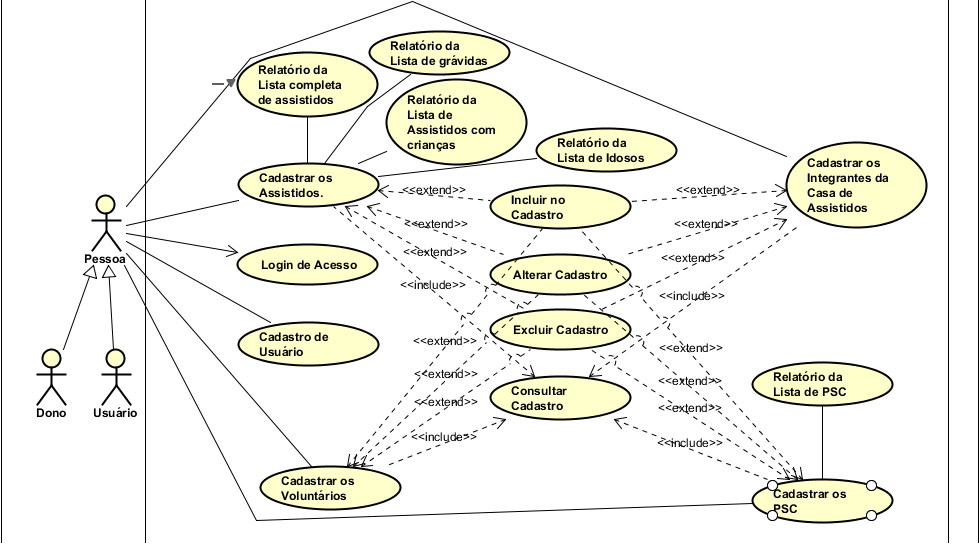 Relatório da
Lista de grávidas
Relatório da
Lista completa
de assistidos
Relatório da
Lista de
Assistidos com
crianças
Relatório da
Lista de Idosos
Cadastrar os
Integrantes da
Casa de
Assistidos
Cadastrar os
Assistidos.
<<extend>>
<<extend>>
Incluir no
Cadastro
<<extend>>
<<extend>>
<<extend>>
<<extend>>
Pessoa
Login de Acesso
Alterar Cadastro
<<include>>
<<include>>
Cadastro de
Usuário
Excluir Cadastro
<<extend>>
<<extend>>
<<extend>>
<<extend>>
Relatório da
Lista de PSC
Consultar
Cadastro
<<extend>>
<<extend>>
Dono
Usuário
<<include>>
<<include>>
Cadastrar os
Voluntários
Cadastrar os
PSC